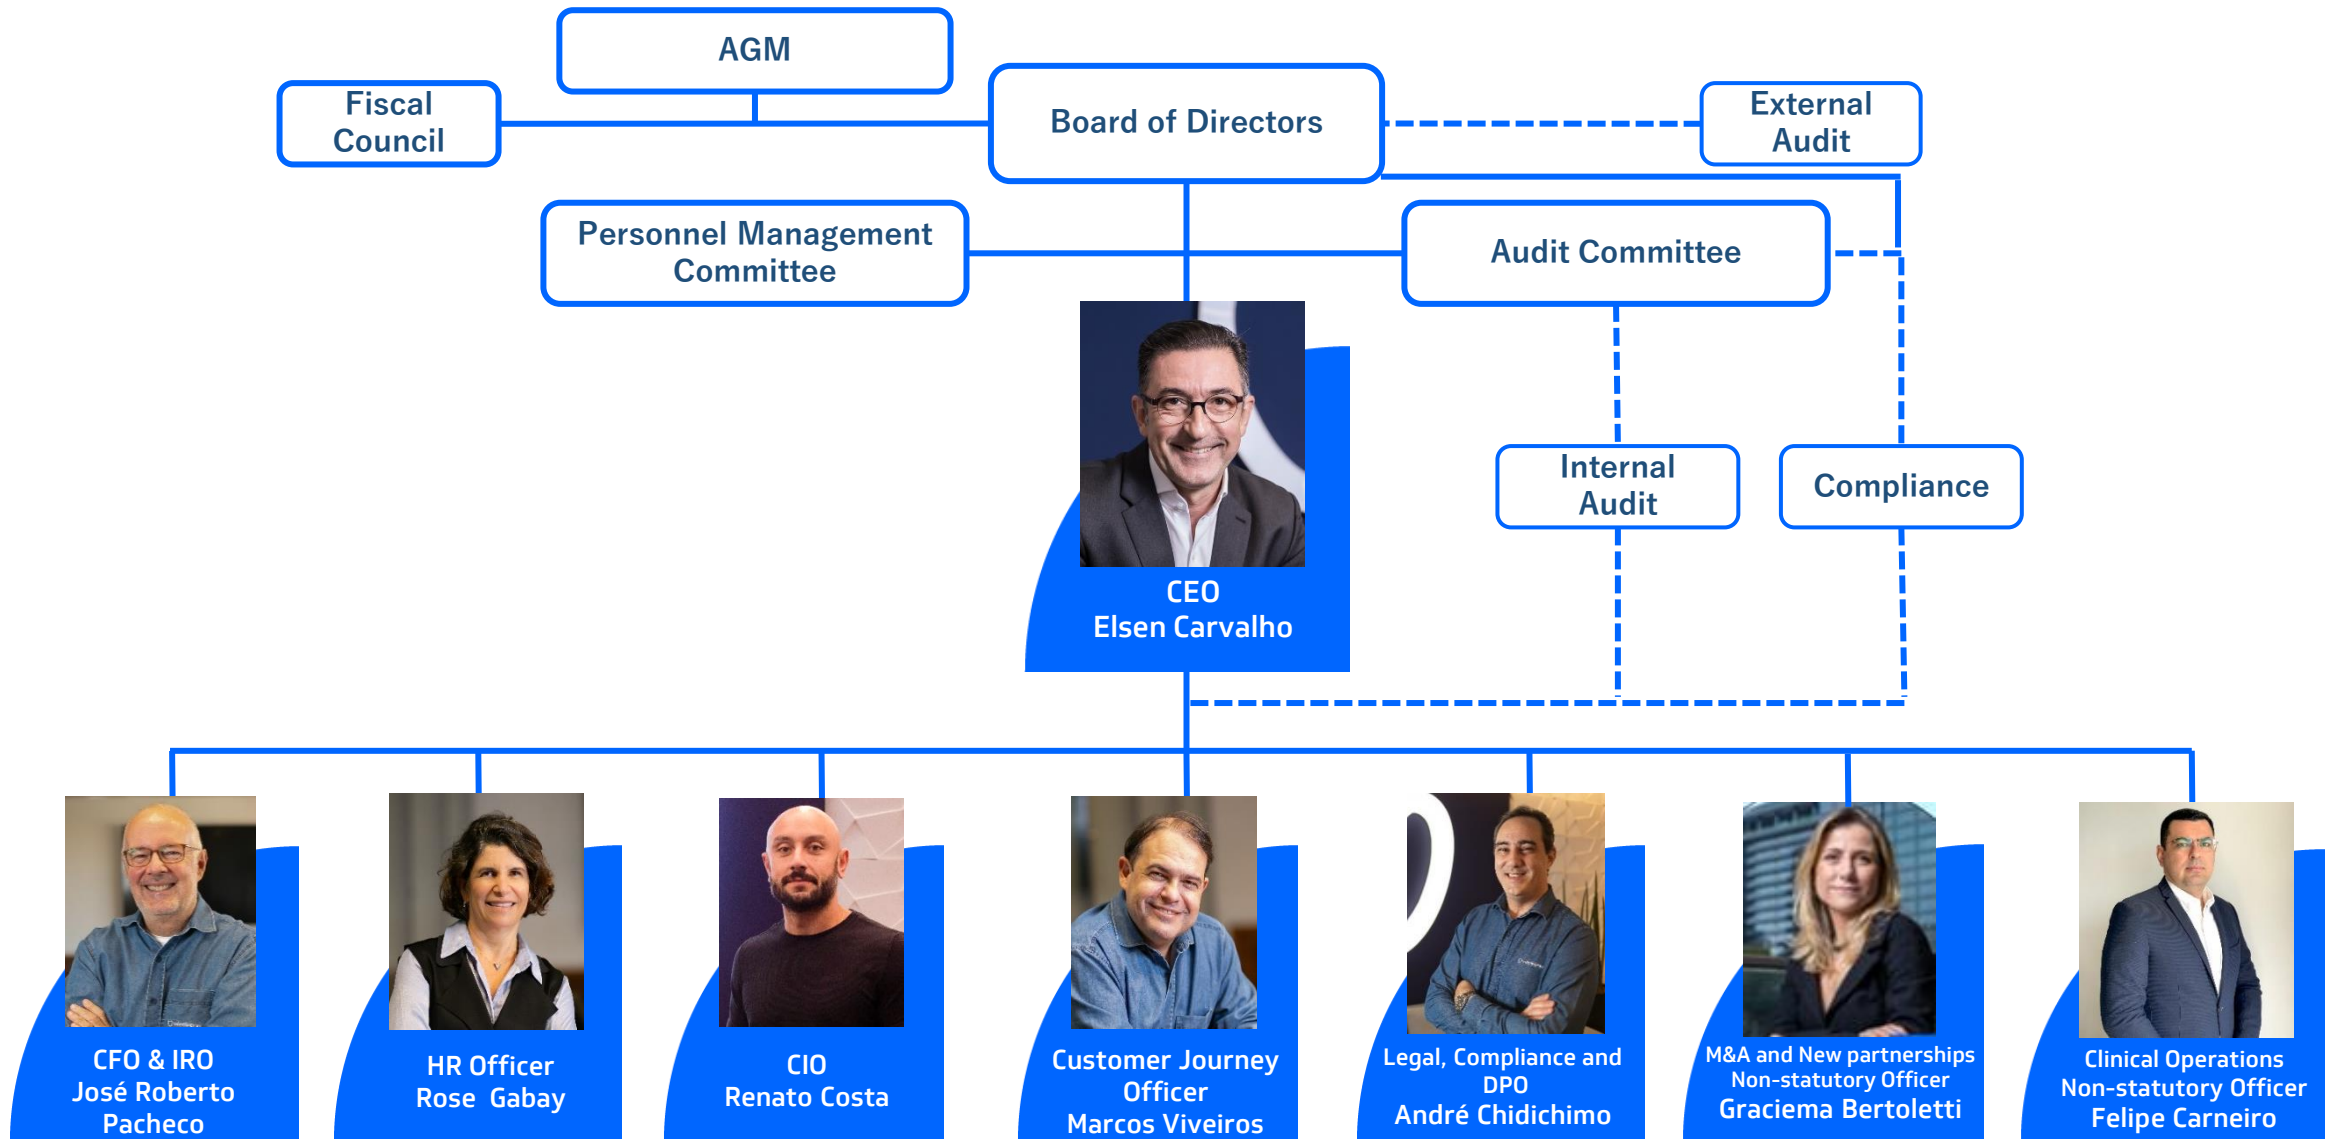 AGM
Fiscal
Council
Board of Directors
External
Audit
Personnel Management
Committee
Audit Committee
Internal
Audit
Compliance
CEO
Elsen Carvalho
CFO & IRO
José Roberto
Pacheco
HR Officer
Rose Gabay
CIO
Renato Costa
Customer Journey
Officer
Marcos Viveiros
Legal, Compliance and
DPO
André Chidichimo
M&A and New partnerships
Non-statutory Officer
Graciema Bertoletti
Clinical Operations
Non-statutory Officer
Felipe Carneiro